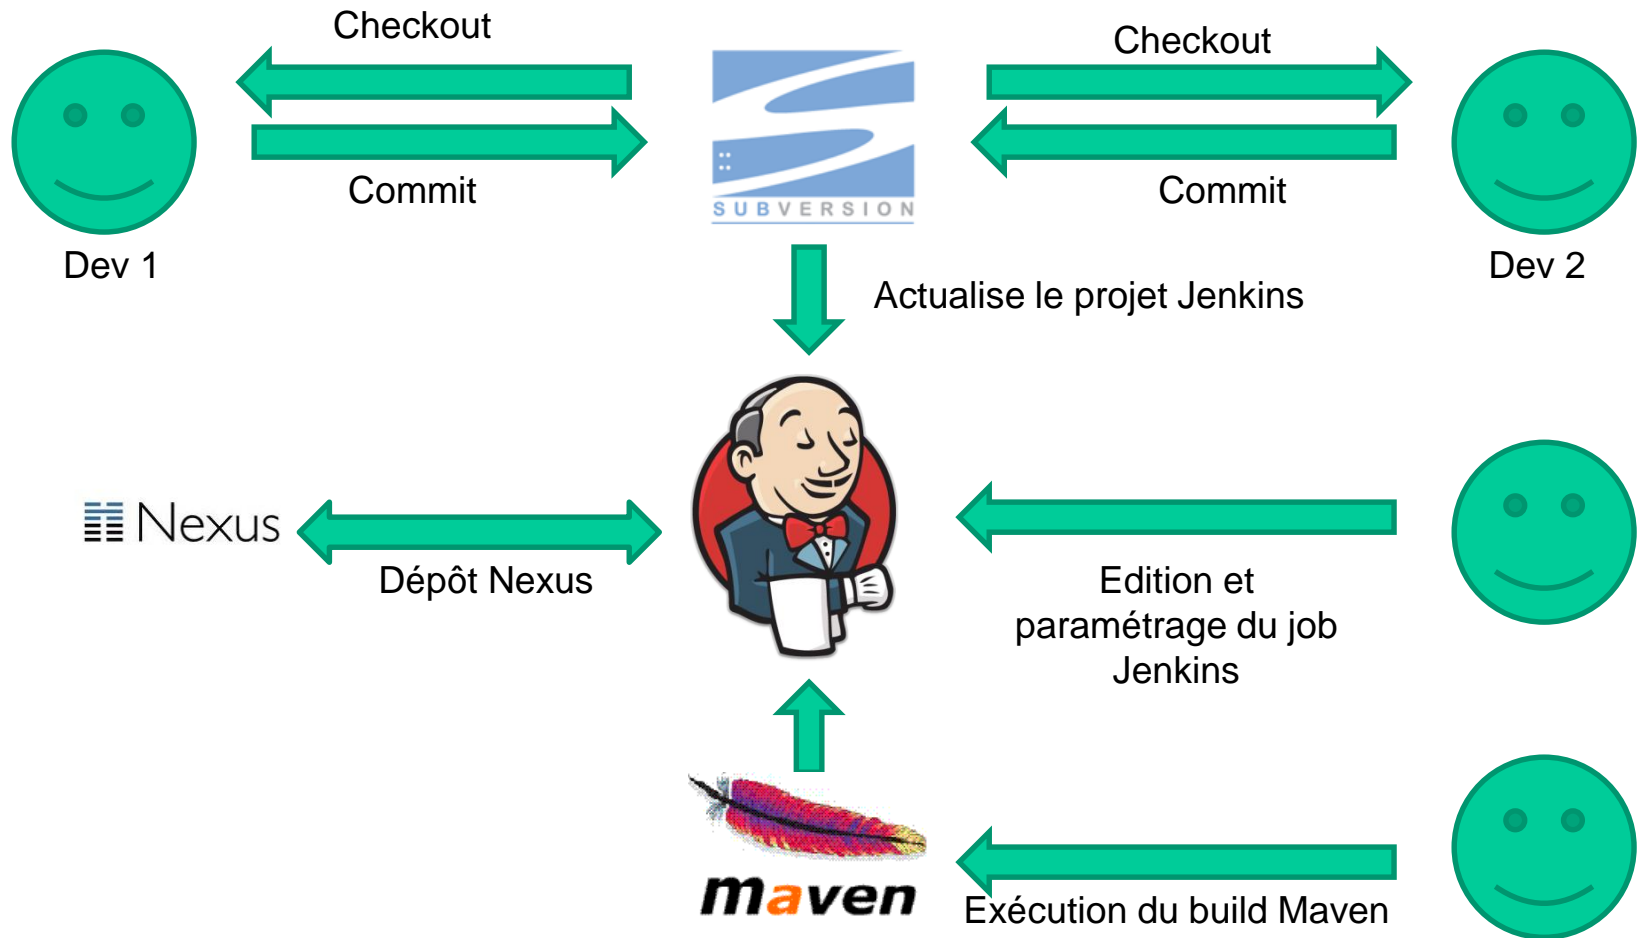 Checkout
Checkout
SUBVERSION
Commit
Commit
Dev 1
Dev 2
Actualise le projet Jenkins
Nexus
Dépôt Nexus
Edition et
paramétrage du job
Jenkins
maven
Exécution du build Maven